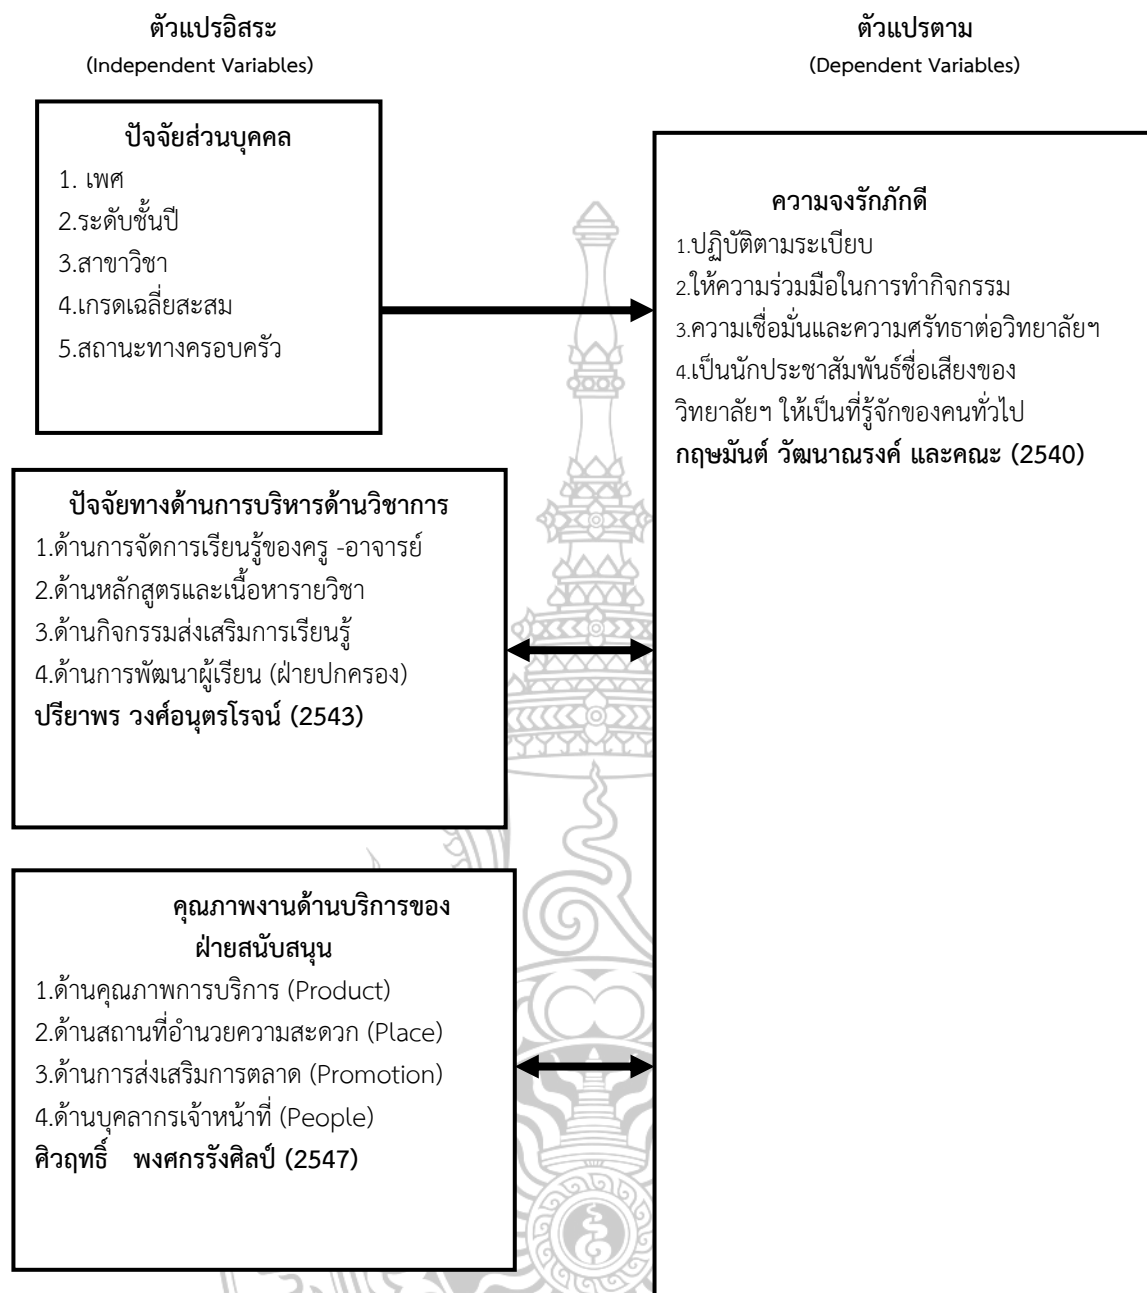 ตัวแปรอิสระ
(Independent Variables)
ตัวแปรตาม
(Dependent Variables)
ปัจจัยส่วนบุคคล
1. เพศ
2.ระดับชั้นปี
3.สาขาวิชา
4.เกรดเฉลี่ยสะสม
5.สถานะทางครอบครัว
ความจงรักภักดี
1.ปฏิบัติตามระเบียบ
2.ให้ความร่วมมือในการทำกิจกรรม
3.ความเชื่อมั่นและความศรัทธาต่อวิทยาลัยฯ
4.เป็นนักประชาสัมพันธ์ชื่อเสียงของ
วิทยาลัยฯ ให้เป็นที่รู้จักของคนทั่วไป
กฤษมันต์ วัฒนาณรงค์ และคณะ (2540)
ปัจจัยทางด้านการบริหารด้านวิชาการ
1.ด้านการจัดการเรียนรู้ของครู -อาจารย์
2.ด้านหลักสูตรและเนื้อหารายวิชา
3.ด้านกิจกรรมส่งเสริมการเรียนรู้
4.ด้านการพัฒนาผู้เรียน (ฝ่ายปกครอง)
ปรียาพร วงศ์อนุตรโรจน์ (2543)
คุณภาพงานด้านบริการของ
ฝ่ายสนับสนุน
1.ด้านคุณภาพการบริการ (Product)
2.ด้านสถานที่อำนวยความสะดวก (Place)
3.ด้านการส่งเสริมการตลาด (Promotion)
4.ด้านบุคลากรเจ้าหน้าที่ (People)
ศิวฤทธิ์ พงศกรรังศิลป์ (2547)